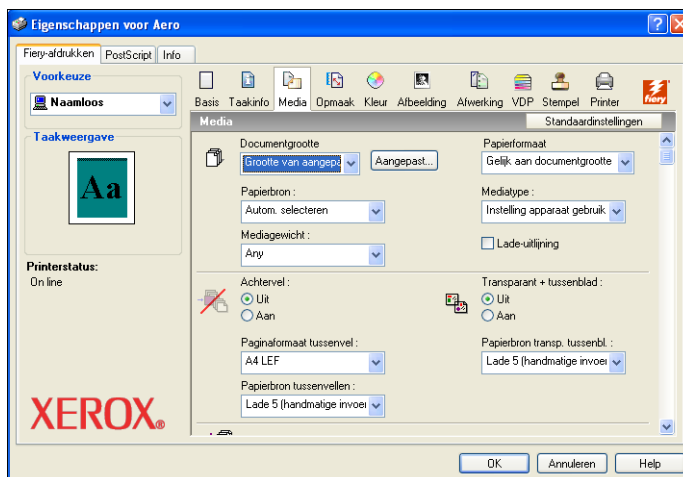 Eigenschappen voor Aero
Fiery-afdrukken PostScript Info
Voorkeuze
Naamloos
Taakweergave
Aa
Printerstatus:
On line
XEROX®
Basis Taakinfo Media Opmaak Kleur Afbeelding Afwerking VDP Stempel Printer
fiery
Media Standaardinstellingen
Documentgrootte Papierformaat
Grootte van aangepa Aangepast... Gelijk aan documentgrootte
Papierbron : Mediatype :
Autom. selecteren Instelling apparaat gebruik
Mediagewicht :
Any Lade-uitlijning
Achtervel : Transparant + tussenblad :
Uit Uit
Aan Aan
Paginaformaat tussenvel : Papierbron transp. tussenbl. :
A4 LEF Lade 5 (handmatige invoer
Papierbron tussenvellen :
Lade 5 (handmatige invoer
OK Annuleren Help